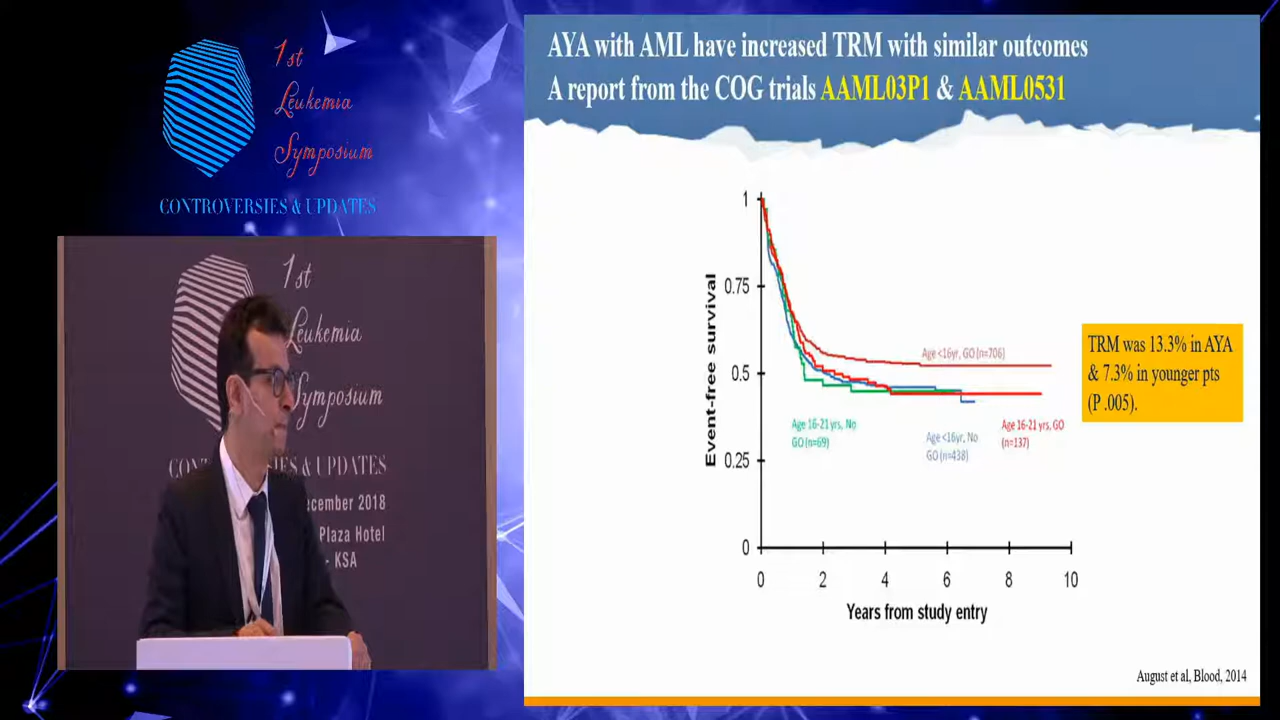 1st
Leukemia
Symposium
CONTROVERSIES & UPDATES
1st
Leukemia
Symposium
CON
ERSIES & UPDATES
ecember 2018
Plaza Hotel
- KSA
AYA with AML have increased TRM with similar outcomes
A report from the COG trials AAML03P1 & AAML0531
Event-free survival
1
0.75
0.5
0.25
0
0 2 4 6 8 10
Years from study entry
Age <16yr, GO (n=706)
Age 16-21 yrs, No
GO (n=69)
Age <16yr, No
GO (n=438)
Age 16-21 yrs, GO
(n=137)
TRM was 13.3% in AYA
& 7.3% in younger pts
(P .005).
August et al, Blood, 2014